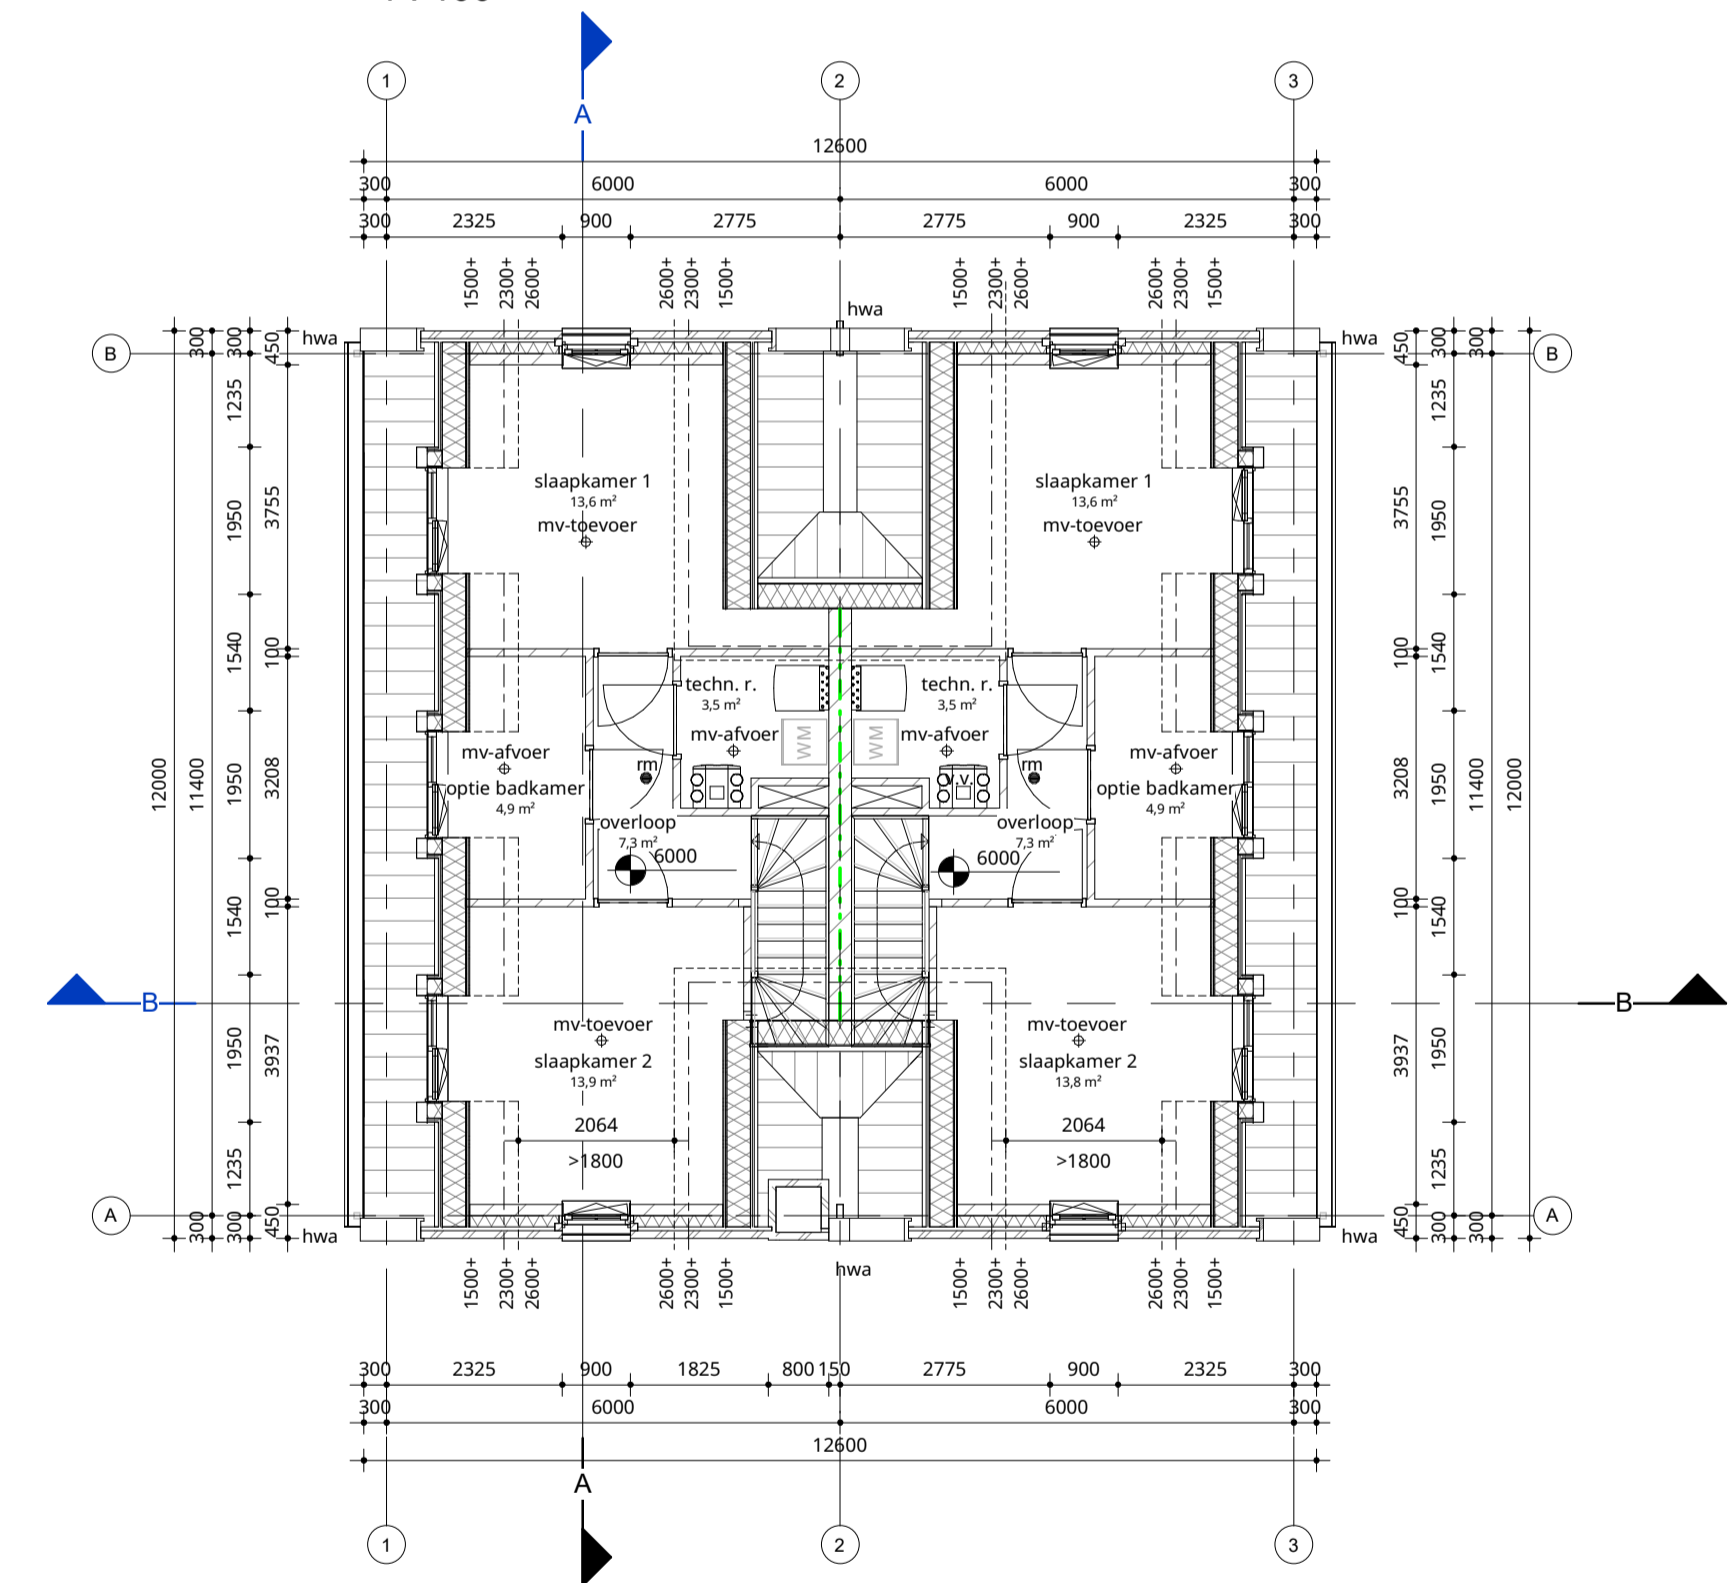 1
2
3
A
12600
300 6000 6000 300
300 2325 900 2775 2775 900 2325 300
1500+ 2300+ 2600+ 2600+ 2300+ 1500+ 1500+ 2300+ 2600+ 2600+ 2300+ 1500+
hwa
hwa
hwa
B
B
300 300 450
450 300 300
1235
1235
slaapkamer 1
13,6 m²
mv-toevoer
slaapkamer 1
13,6 m²
mv-toevoer
1950 3755
3755 1950
1540 100
100 1540
techn. r.
3,5 m²
mv-afvoer
WM
techn. r.
3,5 m²
mv-afvoer
WM
v.v.
mv-afvoer
optie badkamer
4,9 m²
mv-afvoer
optie badkamer
4,9 m²
rm
rm
12000 11400 1950 3208
3208 1950 11400 12000
overloop
7,3 m²
6000
overloop
7,3 m²
6000
1540 100
100 1540
B
B
mv-toevoer
slaapkamer 2
13,9 m²
mv-toevoer
slaapkamer 2
13,8 m²
1950 3937
3937 1950
2064
>1800
2064
>1800
1235
1235
A
A
300 300 450
450 300 300
hwa
hwa
hwa
1500+ 2300+ 2600+ 2600+ 2300+ 1500+ 1500+ 2300+ 2600+ 2600+ 2300+ 1500+
300 2325 900 1825 800 150 2775 900 2325 300
300 6000 6000 300
12600
A
1
2
3